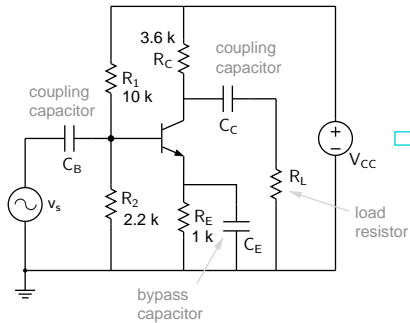 3.6 k
R_C
coupling
capacitor
coupling
capacitor
R_1
10 k
C_B
C_C
V_CC
R_L
v_s
R_2
2.2 k
R_E
1 k
C_E
load
resistor
bypass
capacitor